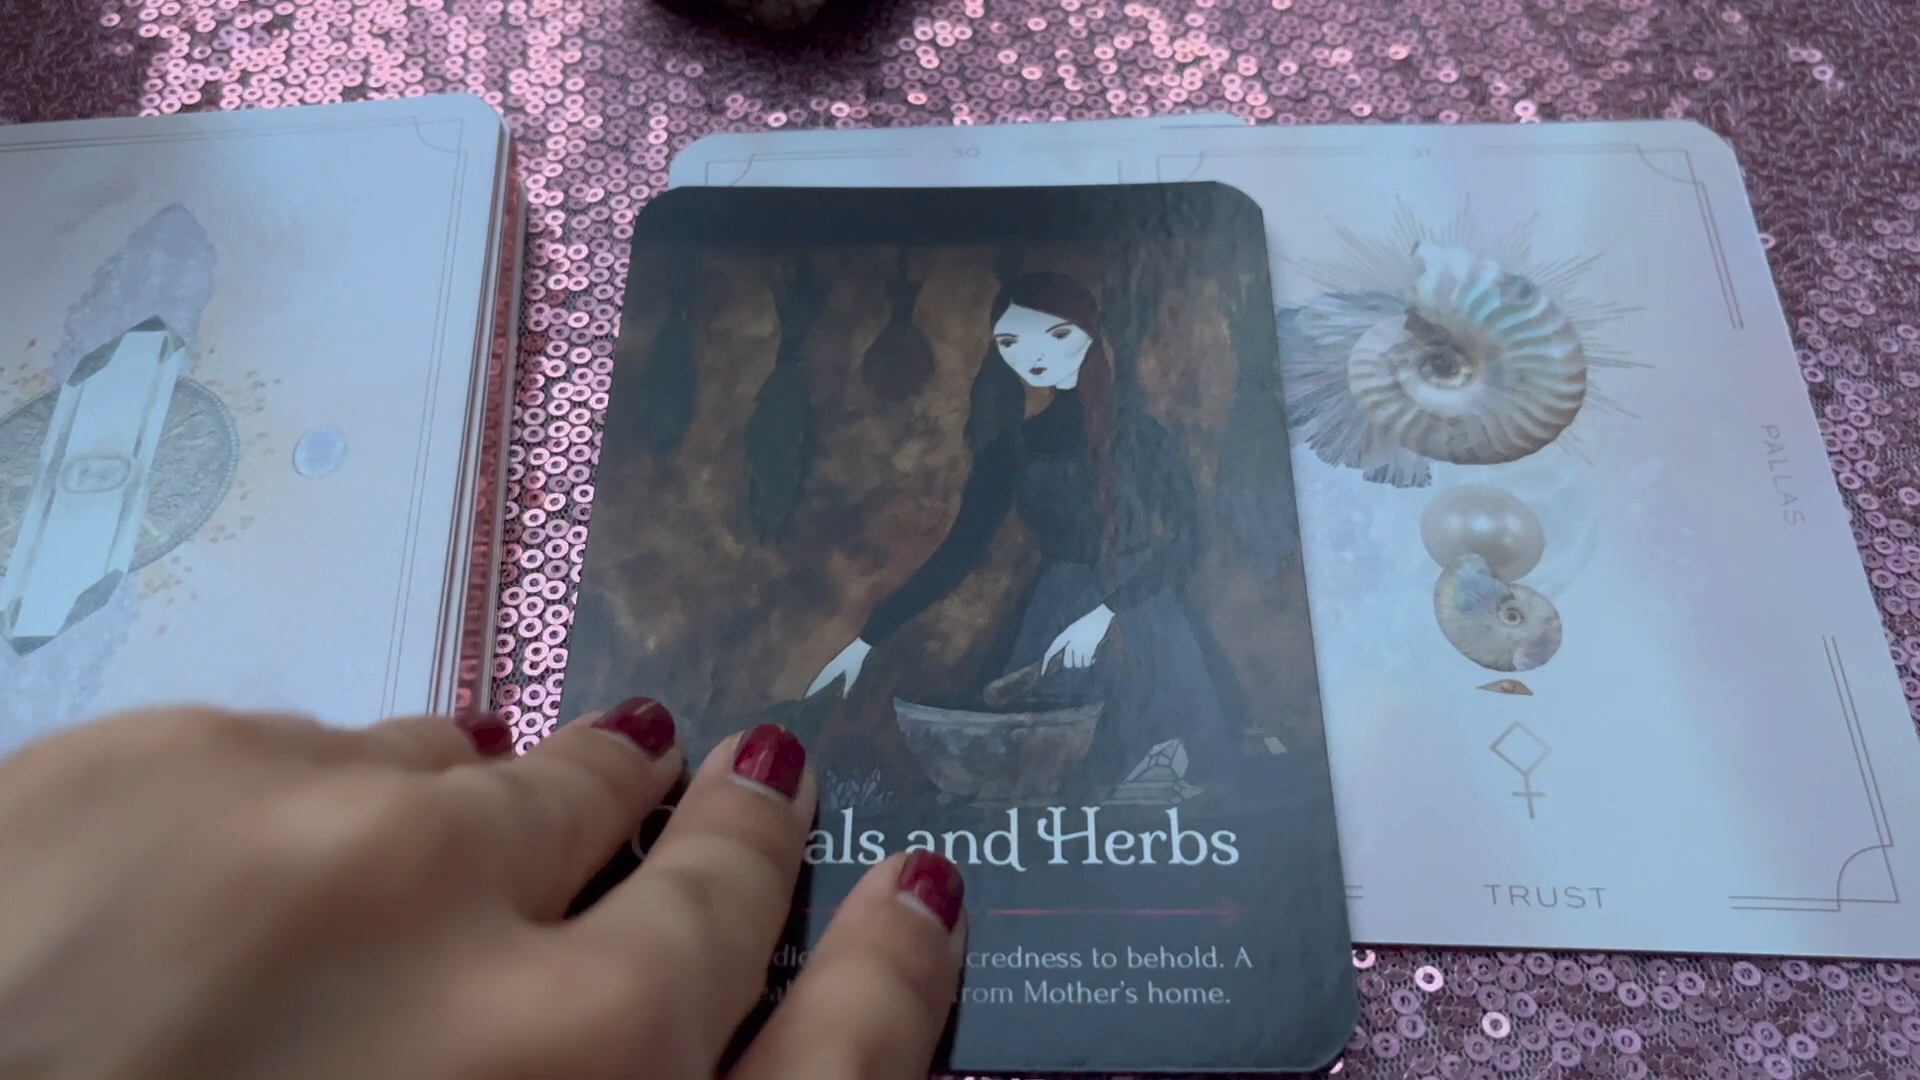 30
31
PALLAS
TRUST
als and Herbs
credness to behold. A
rom Mother's home.